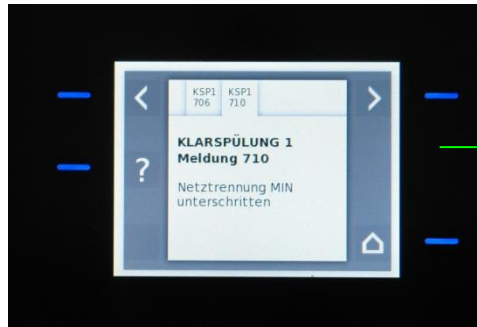 KSP1 KSP1
706 710
KLARSPÜLUNG 1
Meldung 710
Netztrennung MIN
unterschritten
?